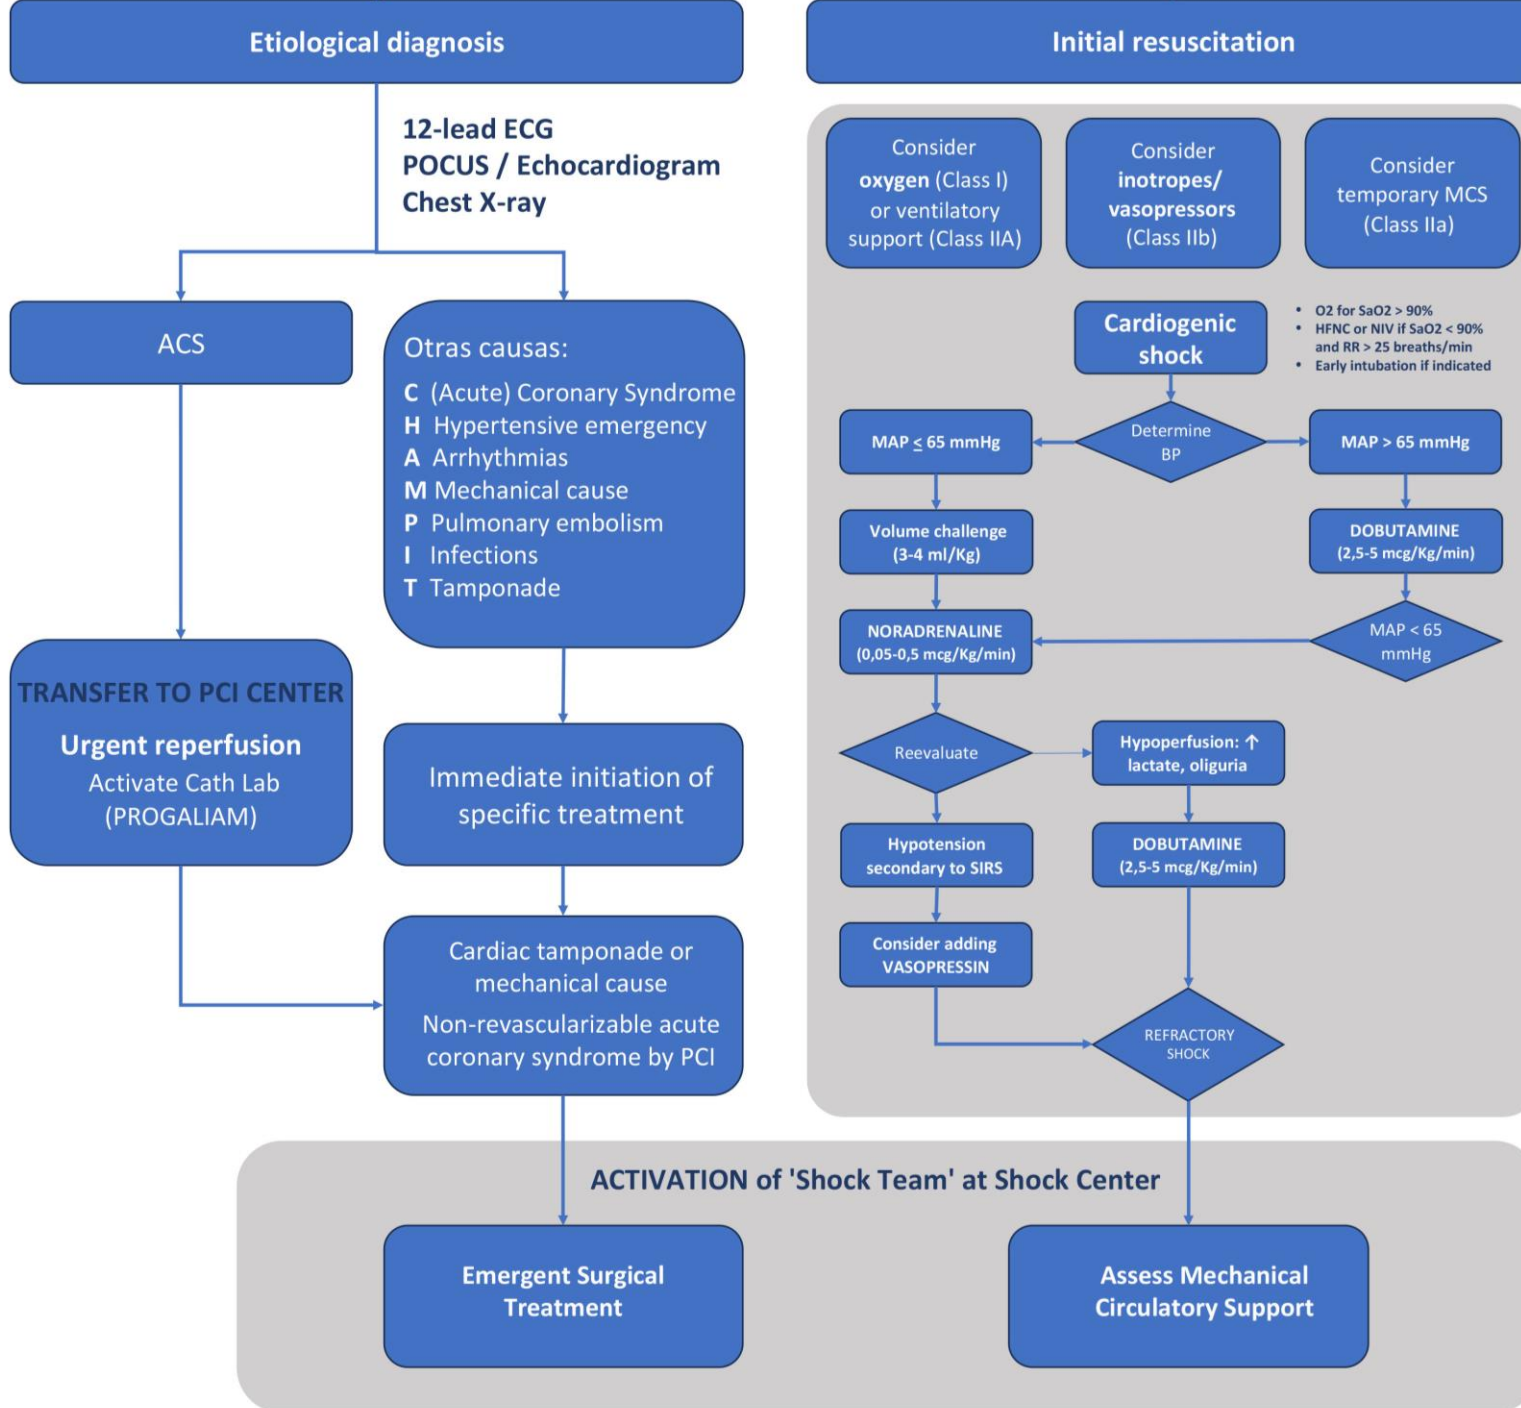 Etiological diagnosis
12-lead ECG
POCUS / Echocardiogram
Chest X-ray
ACS
Otras causas:
C (Acute) Coronary Syndrome
H Hypertensive emergency
A Arrhythmias
M Mechanical cause
P Pulmonary embolism
I Infections
T Tamponade
TRANSFER TO PCI CENTER
Urgent reperfusion
Activate Cath Lab
(PROGALIAM)
Immediate initiation of
specific treatment
Cardiac tamponade or
mechanical cause
Non-revascularizable acute
coronary syndrome by PCI
Initial resuscitation
Consider
oxygen (Class I)
or ventilatory
support (Class IIA)
Consider
inotropes/
vasopressors
(Class IIb)
Consider
temporary MCS
(Class IIa)
Cardiogenic
shock
• O2 for SaO2 > 90%
• HFNC or NIV if SaO2 < 90%
and RR > 25 breaths/min
• Early intubation if indicated
Determine
BP
MAP ≤ 65 mmHg
MAP > 65 mmHg
Volume challenge
(3-4 ml/Kg)
DOBUTAMINE
(2,5-5 mcg/Kg/min)
NORADRENALINE
(0,05-0,5 mcg/Kg/min)
MAP < 65
mmHg
Reevaluate
Hypoperfusion: ↑
lactate, oliguria
Hypotension
secondary to SIRS
DOBUTAMINE
(2,5-5 mcg/Kg/min)
Consider adding
VASOPRESSIN
REFRACTORY
SHOCK
ACTIVATION of 'Shock Team' at Shock Center
Emergent Surgical
Treatment
Assess Mechanical
Circulatory Support